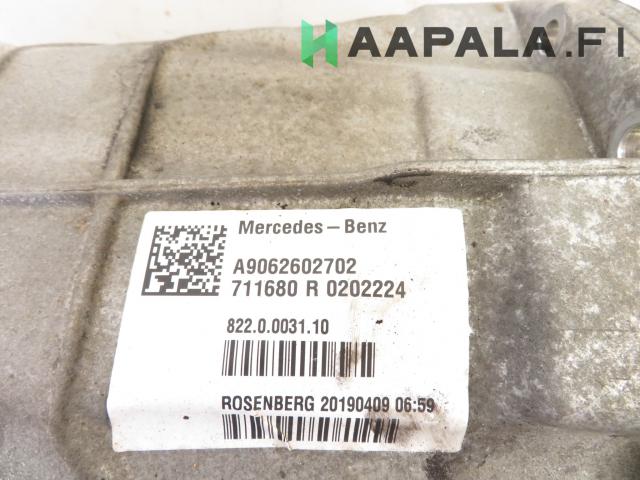 HAAPALA.FI
Mercedes-Benz
A9062602702
711680 R 0202224
822.0.0031.10
ROSENBERG 20190409 06:59